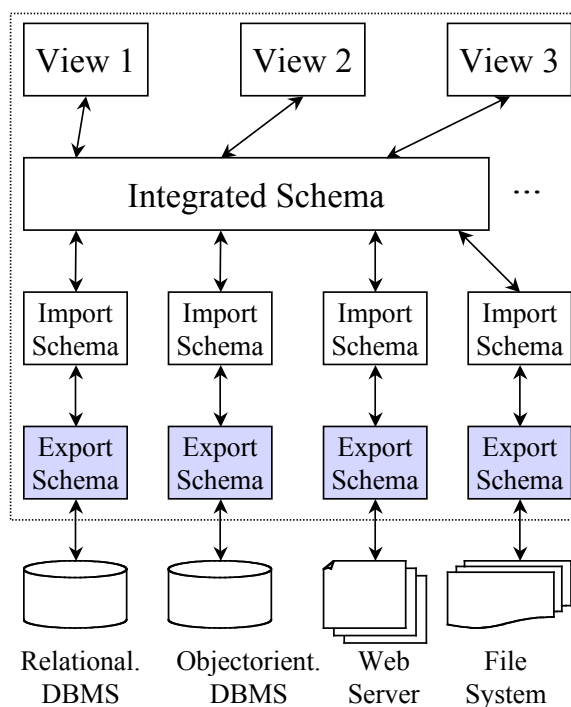 View 1
View 2
View 3
Integrated Schema
...
Import
Schema
Import
Schema
Import
Schema
Import
Schema
Export
Schema
Export
Schema
Export
Schema
Export
Schema
Relational.
DBMS
Objectorient.
DBMS
Web
Server
File
System